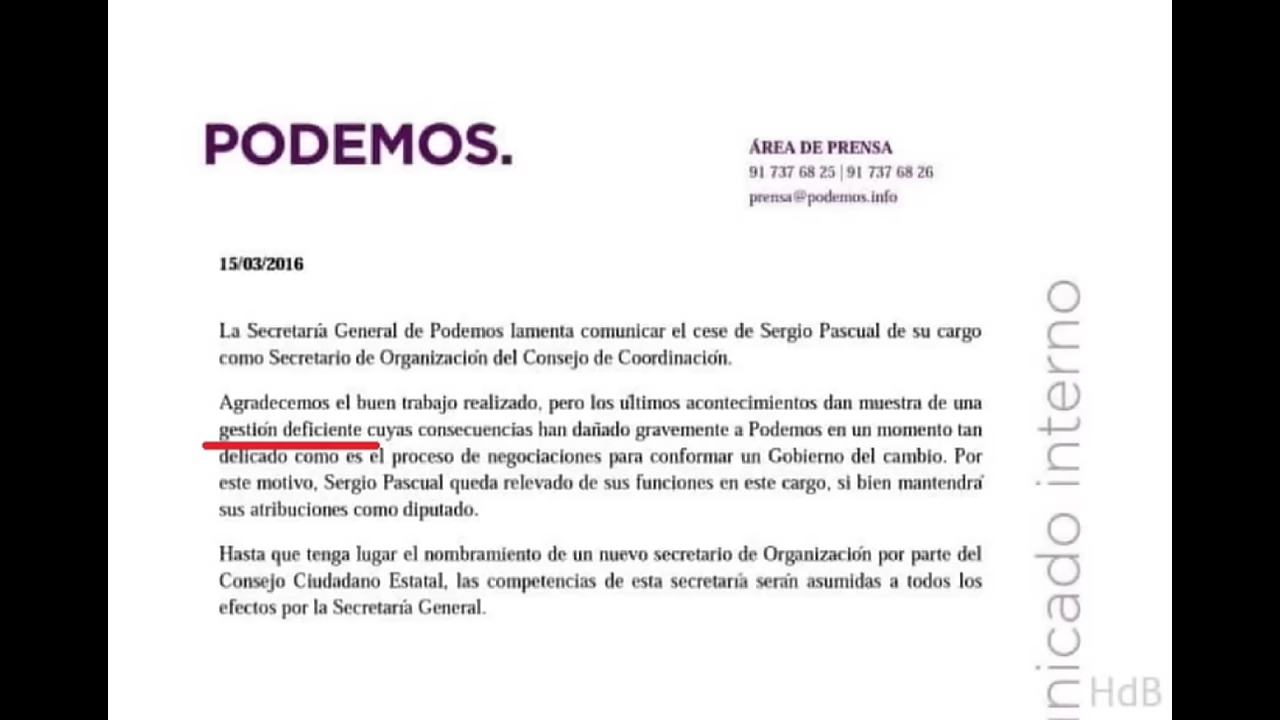 PODEMOS.
ÁREA DE PRENSA
91 737 68 25 | 91 737 68 26
prensa@podemos.info
15/03/2016
La Secretaría General de Podemos lamenta comunicar el cese de Sergio Pascual de su cargo
como Secretario de Organización del Consejo de Coordinación.
Agradecemos el buen trabajo realizado, pero los últimos acontecimientos dan muestra de una
gestión deficiente cuyas consecuencias han dañado gravemente a Podemos en un momento tan
delicado como es el proceso de negociaciones para conformar un Gobierno del cambio. Por
este motivo, Sergio Pascual queda relevado de sus funciones en este cargo, si bien mantendrá
sus atribuciones como diputado.
Hasta que tenga lugar el nombramiento de un nuevo secretario de Organización por parte del
Consejo Ciudadano Estatal, las competencias de esta secretaría serán asumidas a todos los
efectos por la Secretaría General.
nicado interno
HdB